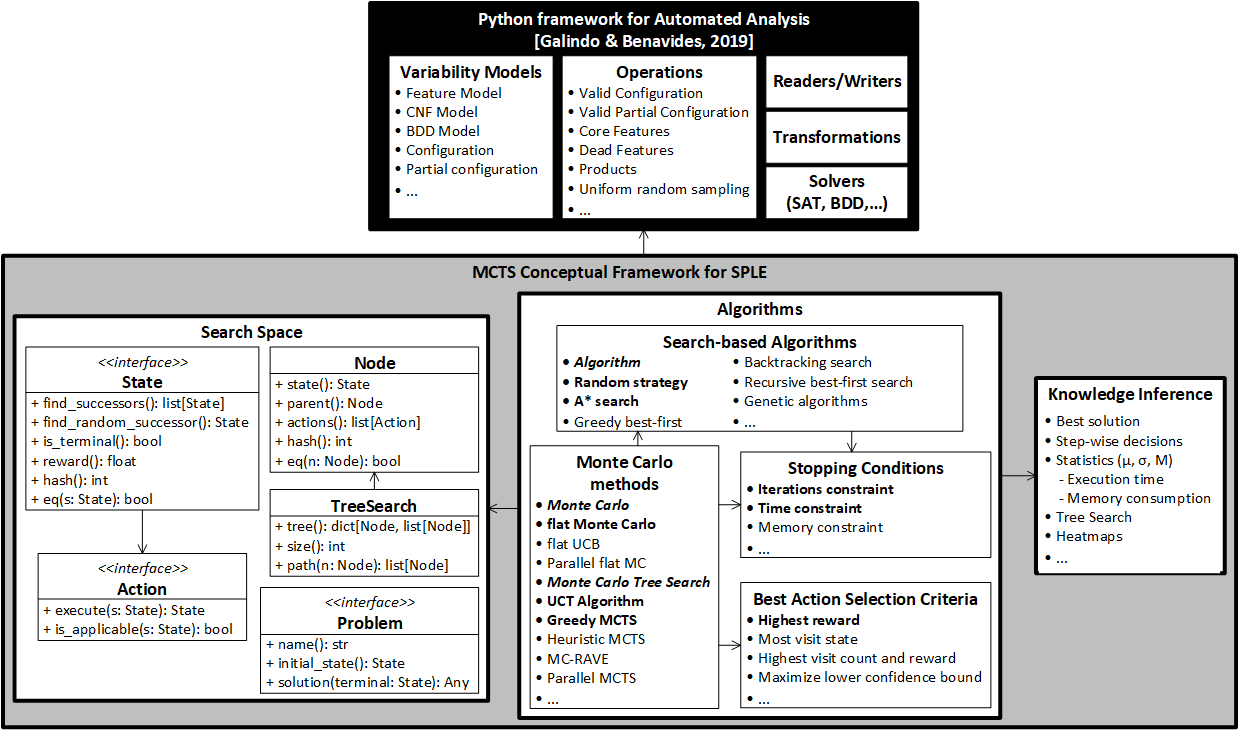 Python framework for Automated Analysis
[Galindo & Benavides, 2019]
Variability Models
• Feature Model
• CNF Model
• BDD Model
• Configuration
• Partial configuration
• ...
Operations
• Valid Configuration
• Valid Partial Configuration
• Core Features
• Dead Features
• Products
• Uniform random sampling
• ...
Readers/Writers
Transformations
Solvers
(SAT, BDD,...)
MCTS Conceptual Framework for SPLE
Search Space
<<interface>>
State
+ find_successors(): list[State]
+ find_random_successor(): State
+ is_terminal(): bool
+ reward(): float
+ hash(): int
+ eq(s: State): bool
Node
+ state(): State
+ parent(): Node
+ actions(): list[Action]
+ hash(): int
+ eq(n: Node): bool
TreeSearch
+ tree(): dict[Node, list[Node]]
+ size(): int
+ path(n: Node): list[Node]
<<interface>>
Action
+ execute(s: State): State
+ is_applicable(s: State): bool
<<interface>>
Problem
+ name(): str
+ initial_state(): State
+ solution(terminal: State): Any
Algorithms
Search-based Algorithms
• Algorithm
• Random strategy
• A* search
• Greedy best-first
• Backtracking search
• Recursive best-first search
• Genetic algorithms
• ...
Monte Carlo
methods
• Monte Carlo
• flat Monte Carlo
• flat UCB
• Parallel flat MC
• Monte Carlo Tree Search
• UCT Algorithm
• Greedy MCTS
• Heuristic MCTS
• MC-RAVE
• Parallel MCTS
• ...
Stopping Conditions
• Iterations constraint
• Time constraint
• Memory constraint
• ...
Best Action Selection Criteria
• Highest reward
• Most visit state
• Highest visit count and reward
• Maximize lower confidence bound
• ...
Knowledge Inference
• Best solution
• Step-wise decisions
• Statistics (μ, σ, M)
- Execution time
- Memory consumption
• Tree Search
• Heatmaps
• ...